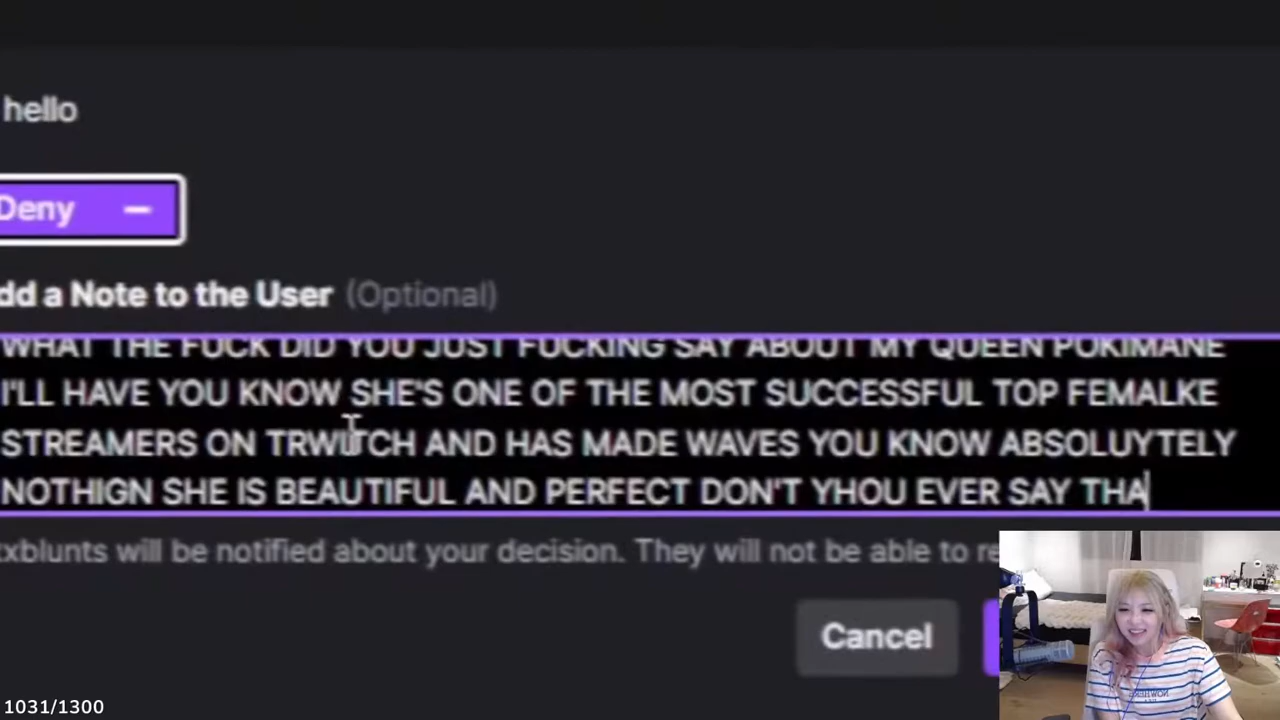 hello
Deny
dd a Note to the User (Optional)
WHAT THE FUCK DID YOU JUST FUCKING SAY ABOUT MY QUEEN POKIMANE
I'LL HAVE YOU KNOW SHE'S ONE OF THE MOST SUCCESSFUL TOP FEMALKE
STREAMERS ON TRWUTCH AND HAS MADE WAVES YOU KNOW ABSOLUYTELY
NOTHIGN SHE IS BEAUTIFUL AND PERFECT DON'T YHOU EVER SAY THA
xxblunts will be notified about your decision. They will not be able to re
Cancel
1031/1300